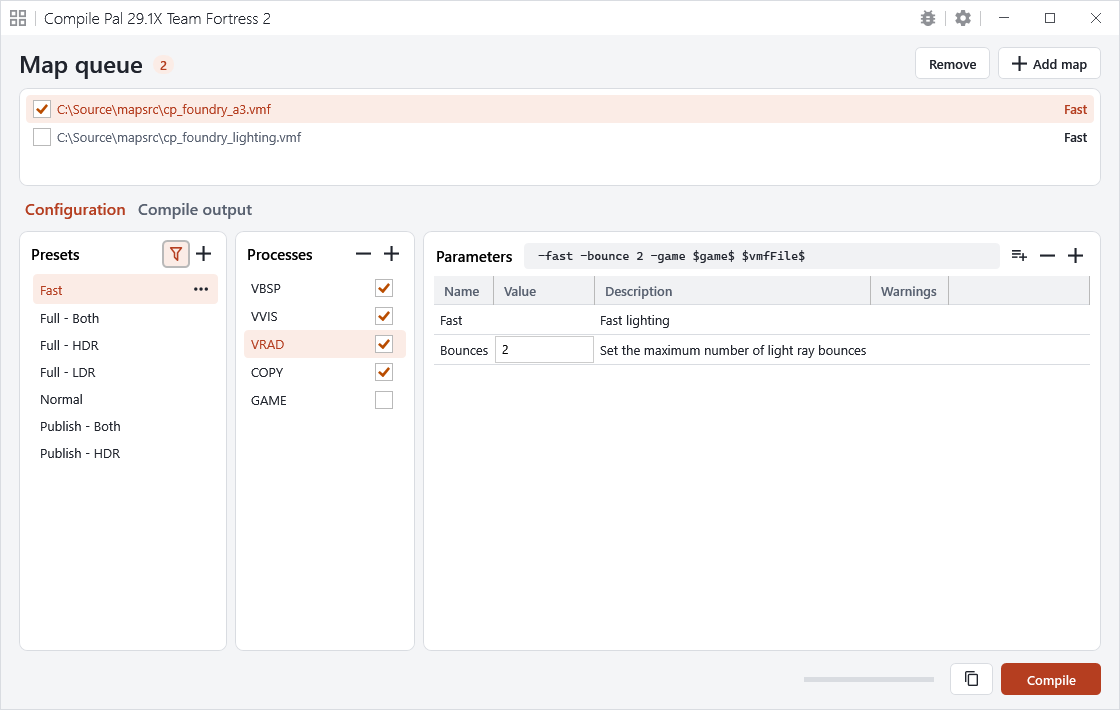 Compile Pal 29.1X Team Fortress 2
Map queue 2
Remove
Add map
C:\Source\mapsrc\cp_foundry_a3.vmf Fast
C:\Source\mapsrc\cp_foundry_lighting.vmf Fast
Configuration Compile output
Presets
Fast
Full - Both
Full - HDR
Full - LDR
Normal
Publish - Both
Publish - HDR
Processes
VBSP
VVIS
VRAD
COPY
GAME
Parameters -fast -bounce 2 -game $game$ $vmfFile$
Name Value Description Warnings
Fast Fast lighting
Bounces 2 Set the maximum number of light ray bounces
Compile